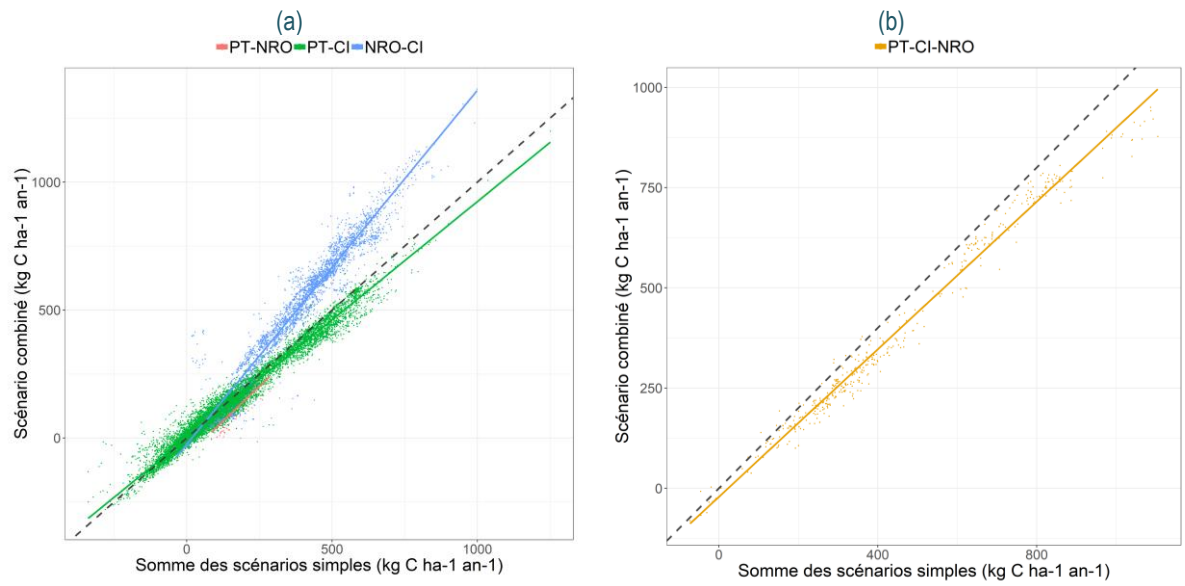 (a)
PT-NRO PT-CI NRO-CI
Scénario combiné (kg C ha-1 an-1)
1000
500
0
0 500 1000
Somme des scénarios simples (kg C ha-1 an-1)
(b)
PT-CI-NRO
Scénario combiné (kg C ha-1 an-1)
1000
750
500
250
0
0 400 800
Somme des scénarios simples (kg C ha-1 an-1)